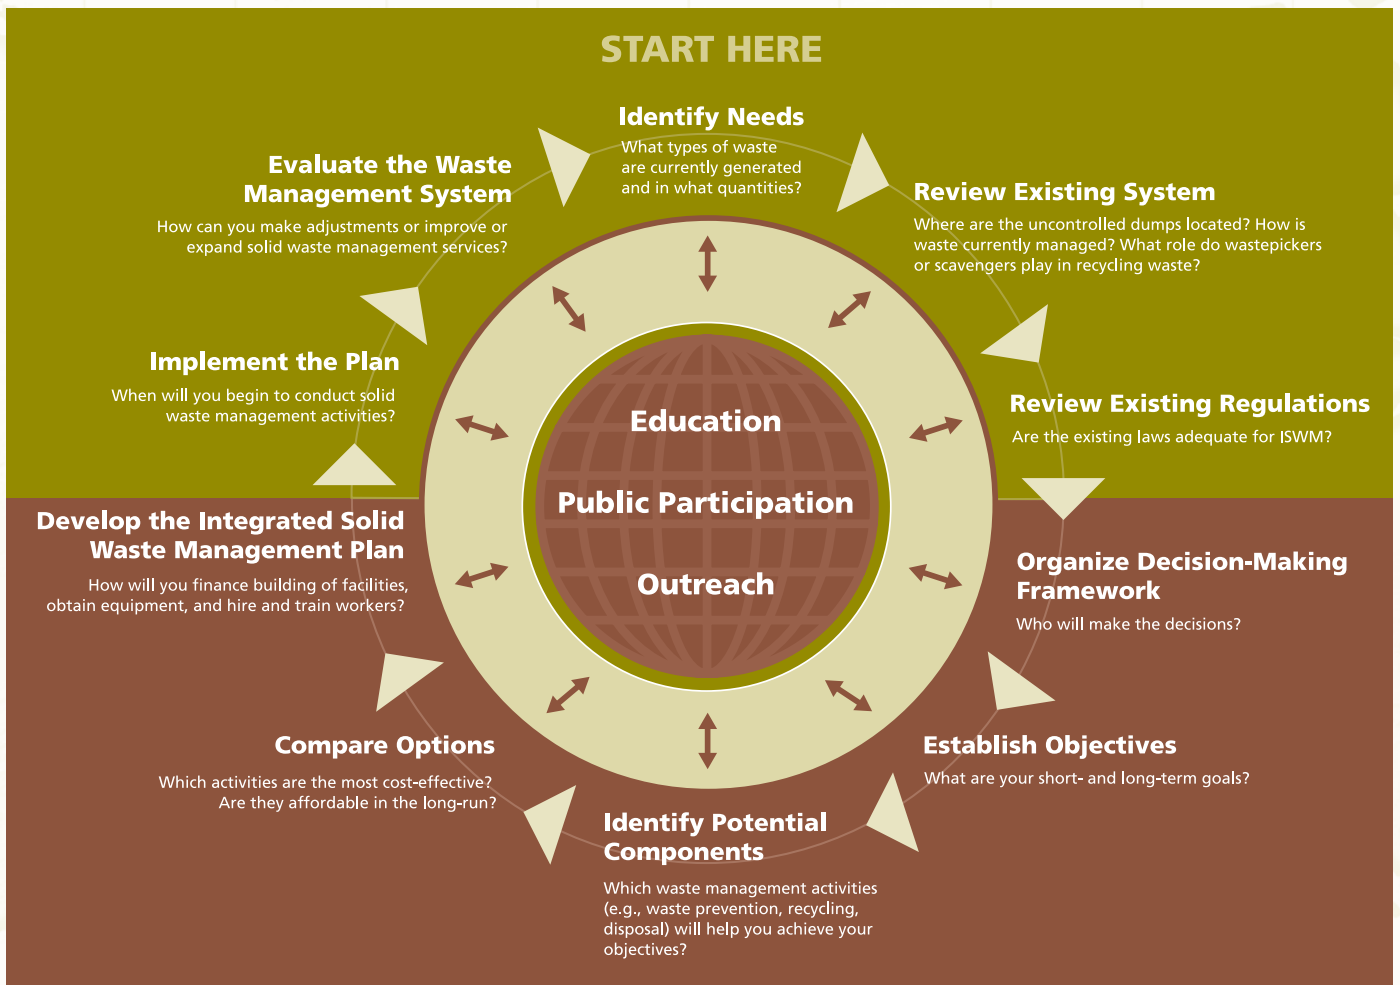 START HERE
Identify Needs
What types of waste
are currently generated
and in what quantities?
Review Existing System
Where are the uncontrolled dumps located? How is
waste currently managed? What role do wastepickers
or scavengers play in recycling waste?
Review Existing Regulations
Are the existing laws adequate for ISWM?
Organize Decision-Making
Framework
Who will make the decisions?
Establish Objectives
What are your short- and long-term goals?
Identify Potential
Components
Which waste management activities
(e.g., waste prevention, recycling,
disposal) will help you achieve your
objectives?
Compare Options
Which activities are the most cost-effective?
Are they affordable in the long-run?
Develop the Integrated Solid
Waste Management Plan
How will you finance building of facilities,
obtain equipment, and hire and train workers?
Implement the Plan
When will you begin to conduct solid
waste management activities?
Evaluate the Waste
Management System
How can you make adjustments or improve or
expand solid waste management services?
Education
Public Participation
Outreach